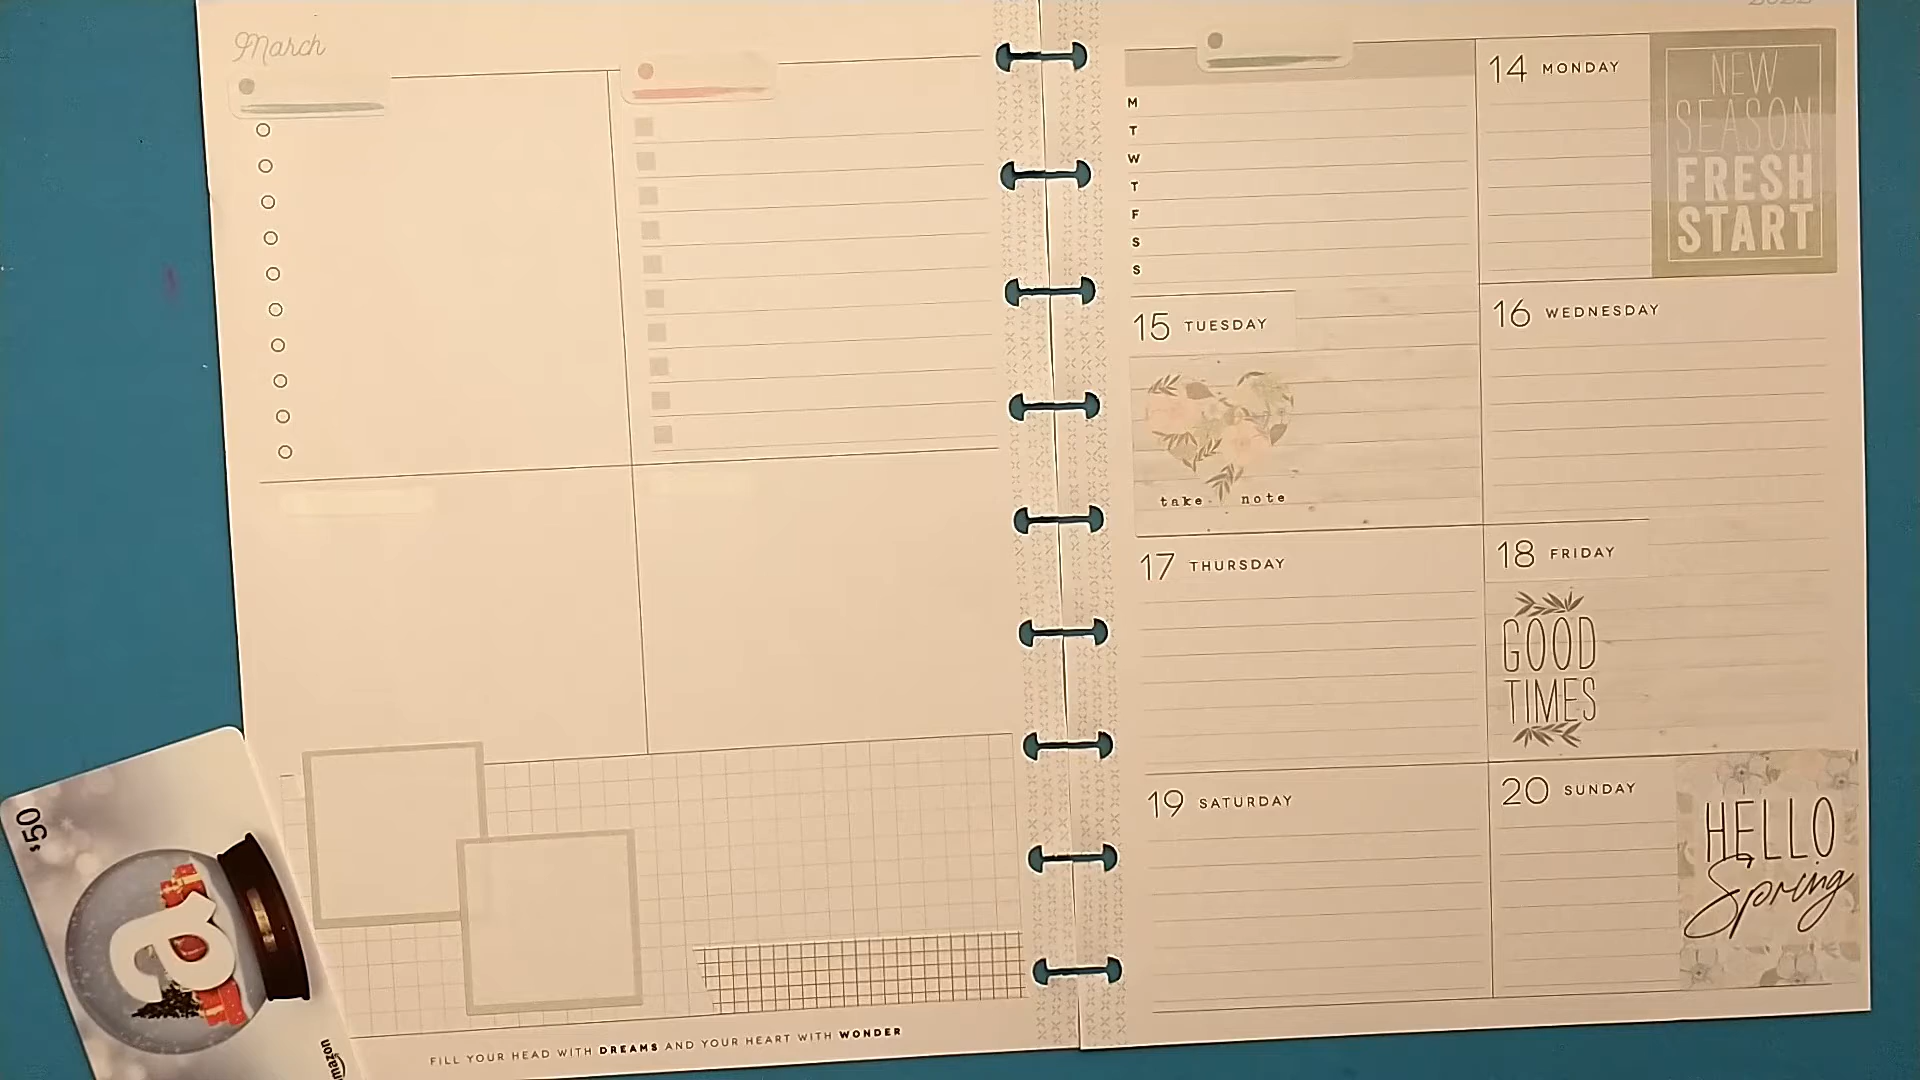 March
2022
M
T
W
T
F
S
S
14 MONDAY
NEW
SEASON
FRESH
START
15 TUESDAY
take note
16 WEDNESDAY
17 THURSDAY
18 FRIDAY
GOOD
TIMES
19 SATURDAY
20 SUNDAY
HELLO
Spring
FILL YOUR HEAD WITH DREAMS AND YOUR HEART WITH WONDER
$50
a
amazon